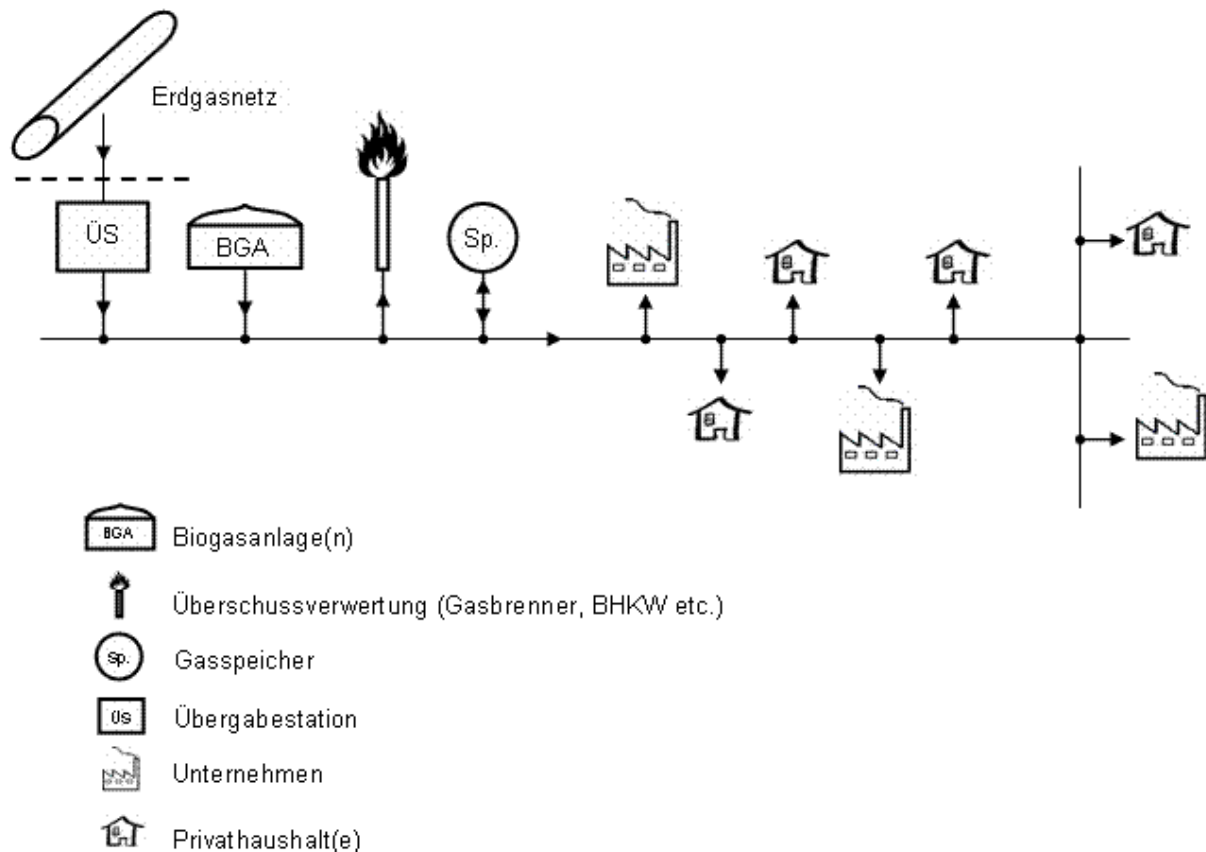 Erdgasnetz
ÜS
BGA
Sp.
BGA Biogasanlage(n)
Überschussverwertung (Gasbrenner, BHKW etc.)
Sp. Gasspeicher
ÜS Übergabestation
Unternehmen
Privathaushalt(e)